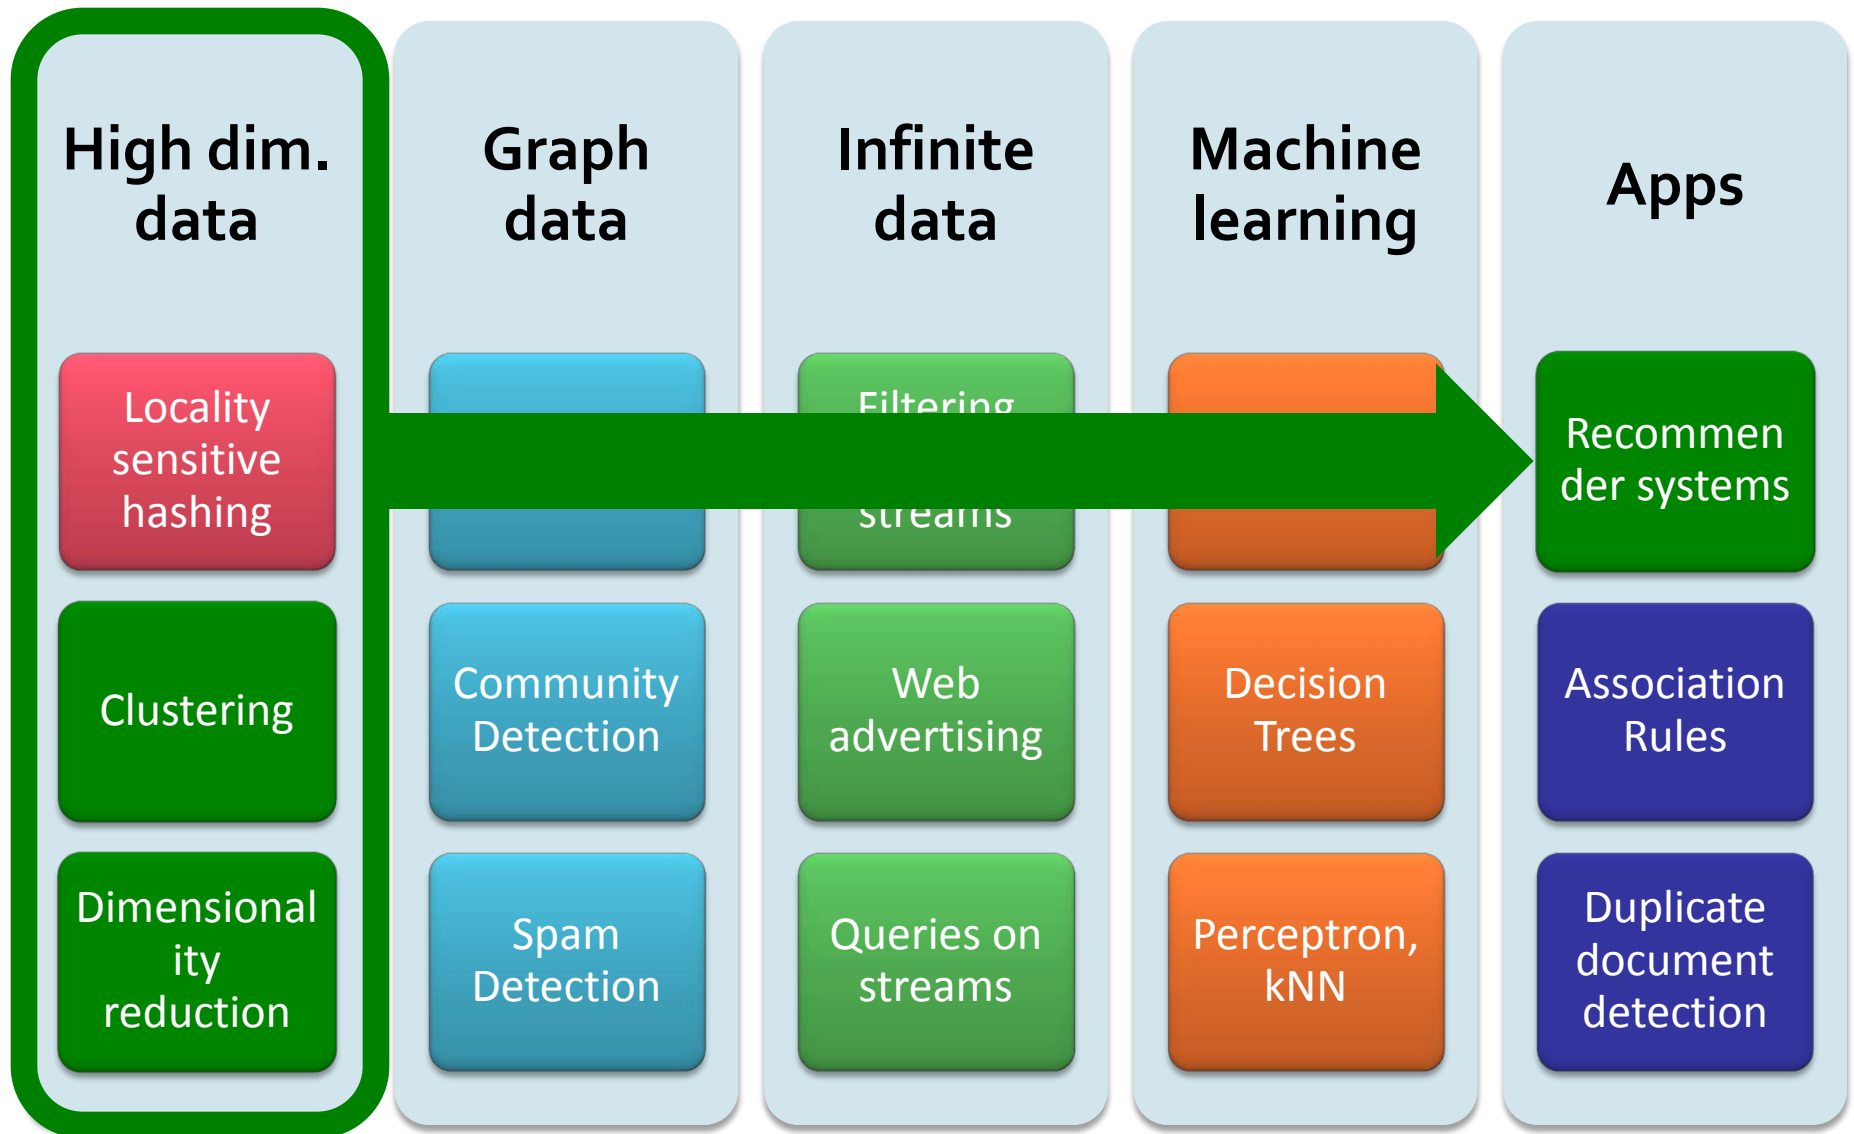 High dim.
data
Graph
data
Infinite
data
Machine
learning
Apps
Locality
sensitive
hashing
Filtering
streams
Recommen
der systems
Clustering
Community
Detection
Web
advertising
Decision
Trees
Association
Rules
Dimensional
ity
reduction
Spam
Detection
Queries on
streams
Perceptron,
kNN
Duplicate
document
detection